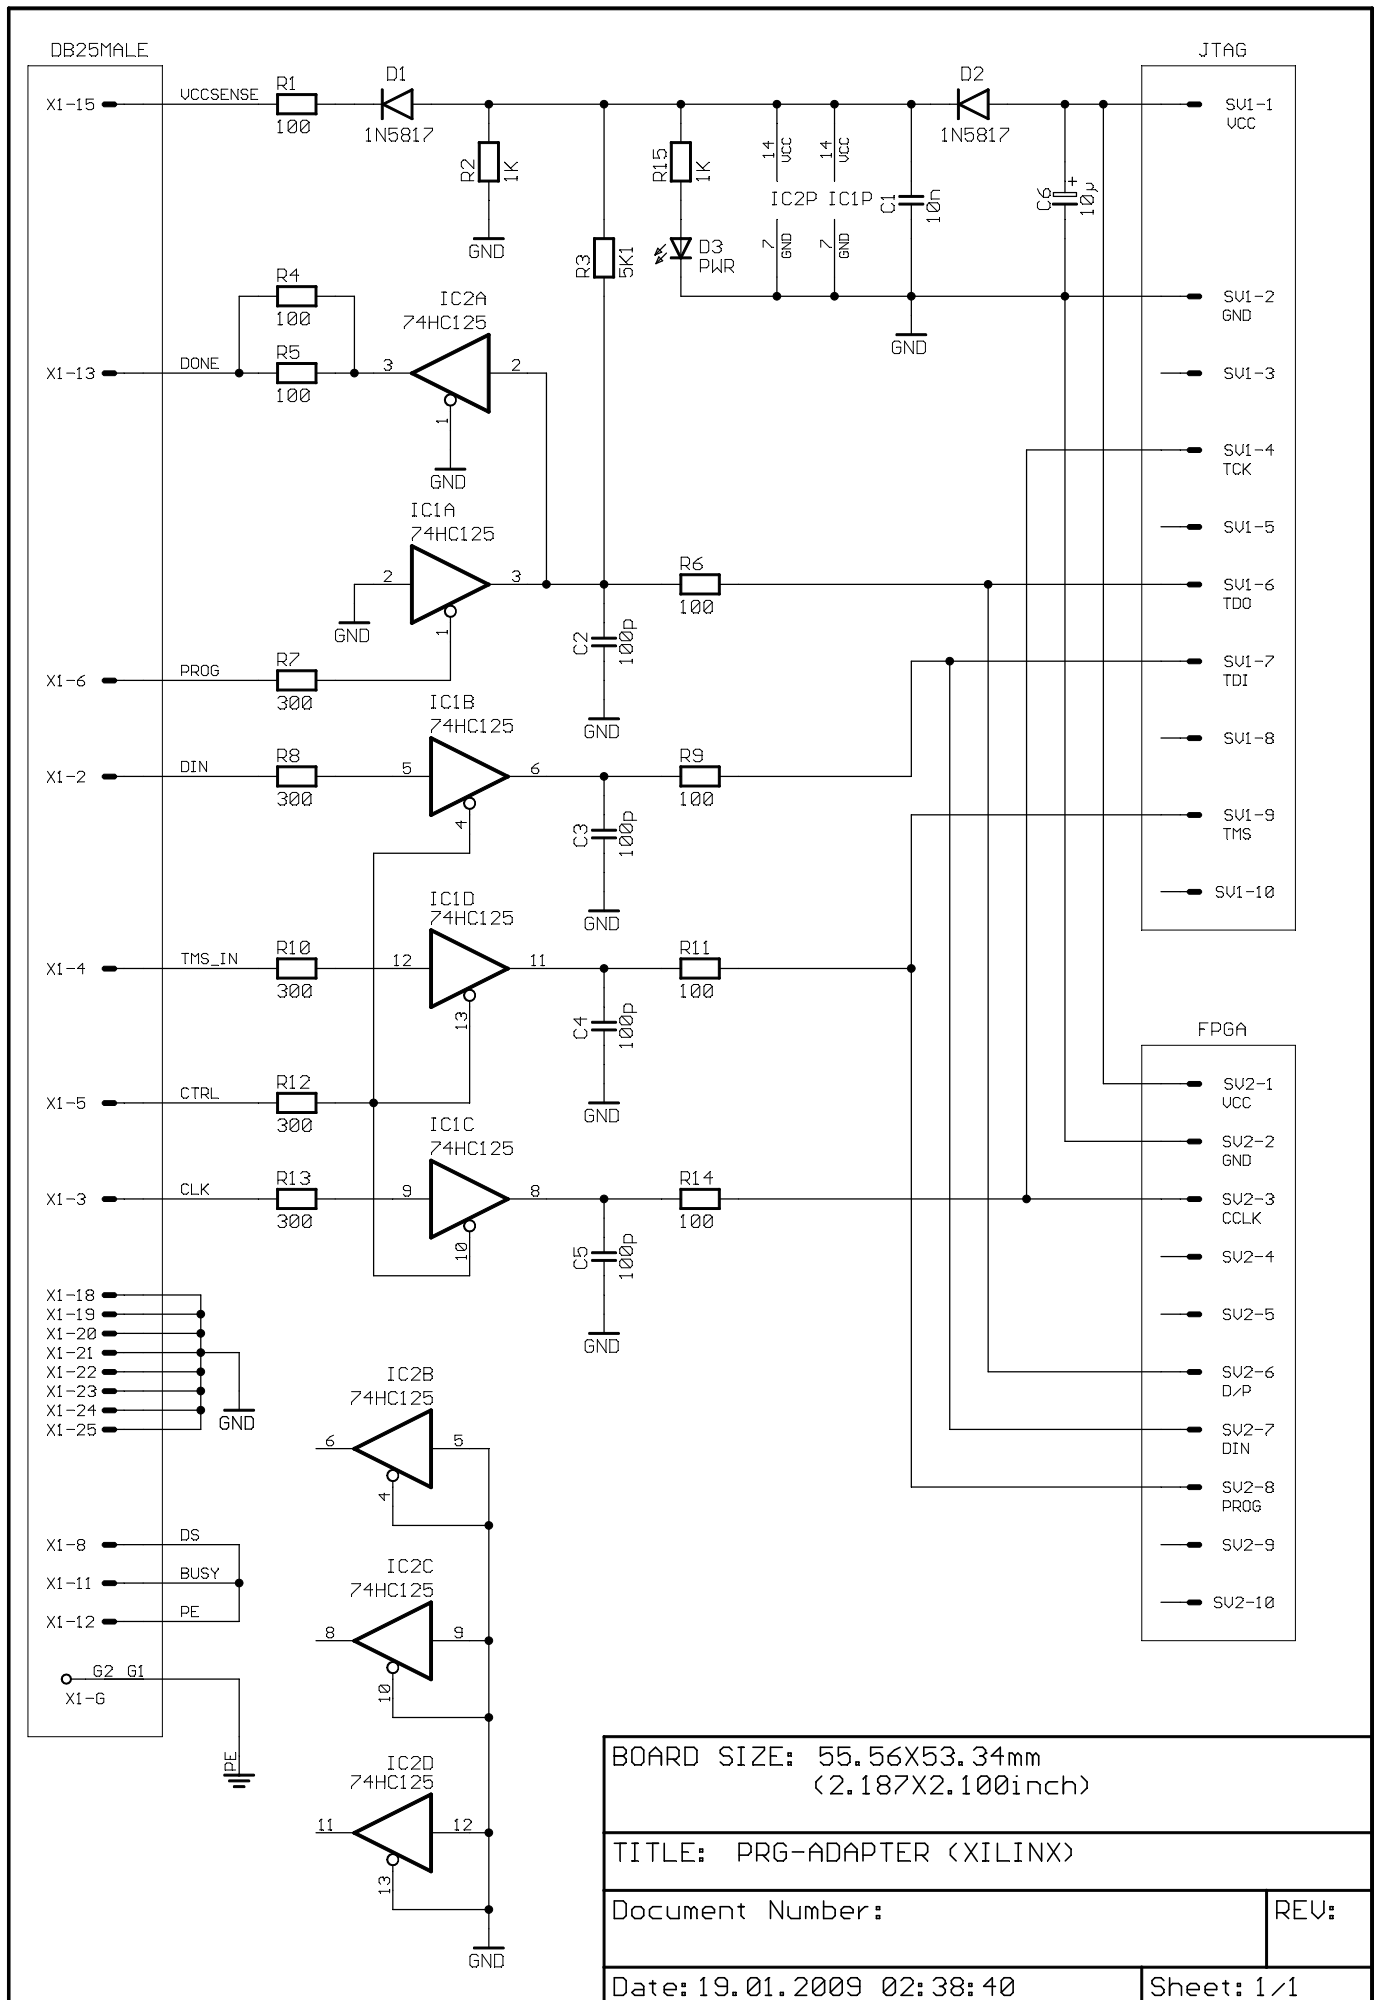 DB25MALE
JTAG
X1-15
VCCSENSE
R1
100
D1
1N5817
R2
1K
GND
R3
5K1
R15
1K
D3
PWR
14
VCC
IC2P
7
GND
14
VCC
IC1P
7
GND
C1
10n
GND
D2
1N5817
C6
+
10µ
SV1-1
VCC
SV1-2
GND
SV1-3
SV1-4
TCK
SV1-5
SV1-6
TDO
SV1-7
TDI
SV1-8
SV1-9
TMS
SV1-10
X1-13
DONE
R4
100
R5
100
IC2A
74HC125
3
2
1
GND
IC1A
74HC125
2
3
1
GND
R6
100
C2
100p
GND
X1-6
PROG
R7
300
IC1B
74HC125
X1-2
DIN
R8
300
5
6
4
R9
100
C3
100p
GND
IC1D
74HC125
X1-4
TMS_IN
R10
300
12
11
13
R11
100
C4
100p
GND
X1-5
CTRL
R12
300
IC1C
74HC125
X1-3
CLK
R13
300
9
8
10
R14
100
C5
100p
GND
FPGA
SV2-1
VCC
SV2-2
GND
SV2-3
CCLK
SV2-4
SV2-5
SV2-6
D/P
SV2-7
DIN
SV2-8
PROG
SV2-9
SV2-10
X1-18
X1-19
X1-20
X1-21
X1-22
X1-23
X1-24
X1-25
GND
IC2B
74HC125
6
5
4
X1-8
DS
X1-11
BUSY
X1-12
PE
IC2C
74HC125
8
9
10
G2 G1
X1-G
PE
IC2D
74HC125
11
12
13
GND
BOARD SIZE: 55.56X53.34mm
(2.187X2.100inch)
TITLE: PRG-ADAPTER (XILINX)
Document Number:
REV:
Date: 19.01.2009 02:38:40
Sheet: 1/1